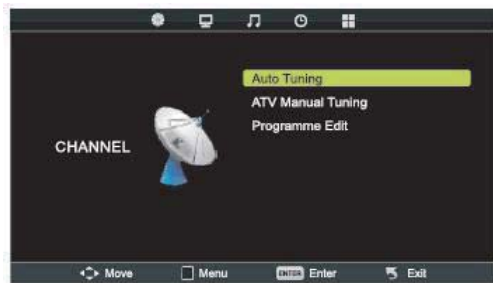 Auto Tuning
ATV Manual Tuning
Programme Edit
CHANNEL
Move Menu ENTER Enter Exit